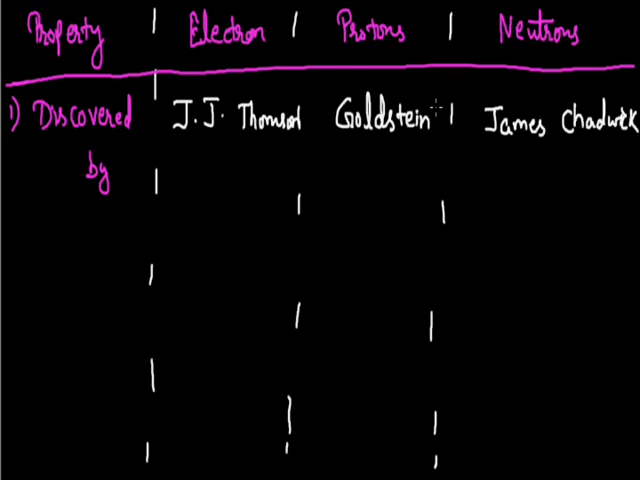 Property | Electron | Protons | Neutrons
1) Discovered J.J. Thomson Goldstein | James Chadwick
by